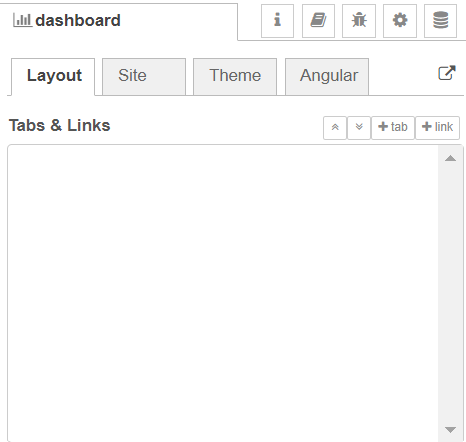 dashboard
Layout Site Theme Angular
Tabs & Links tab link